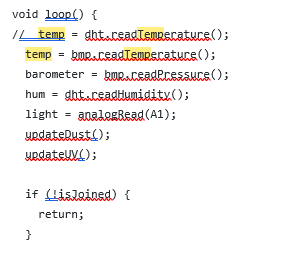 void loop() {
//  temp = dht.readTemperature();
temp = bmp.readTemperature();
barometer = bmp.readPressure();
hum = dht.readHumidity();
light = analogRead(A1);
updateDust();
updateUV();
if (!isJoined) {
return;
}